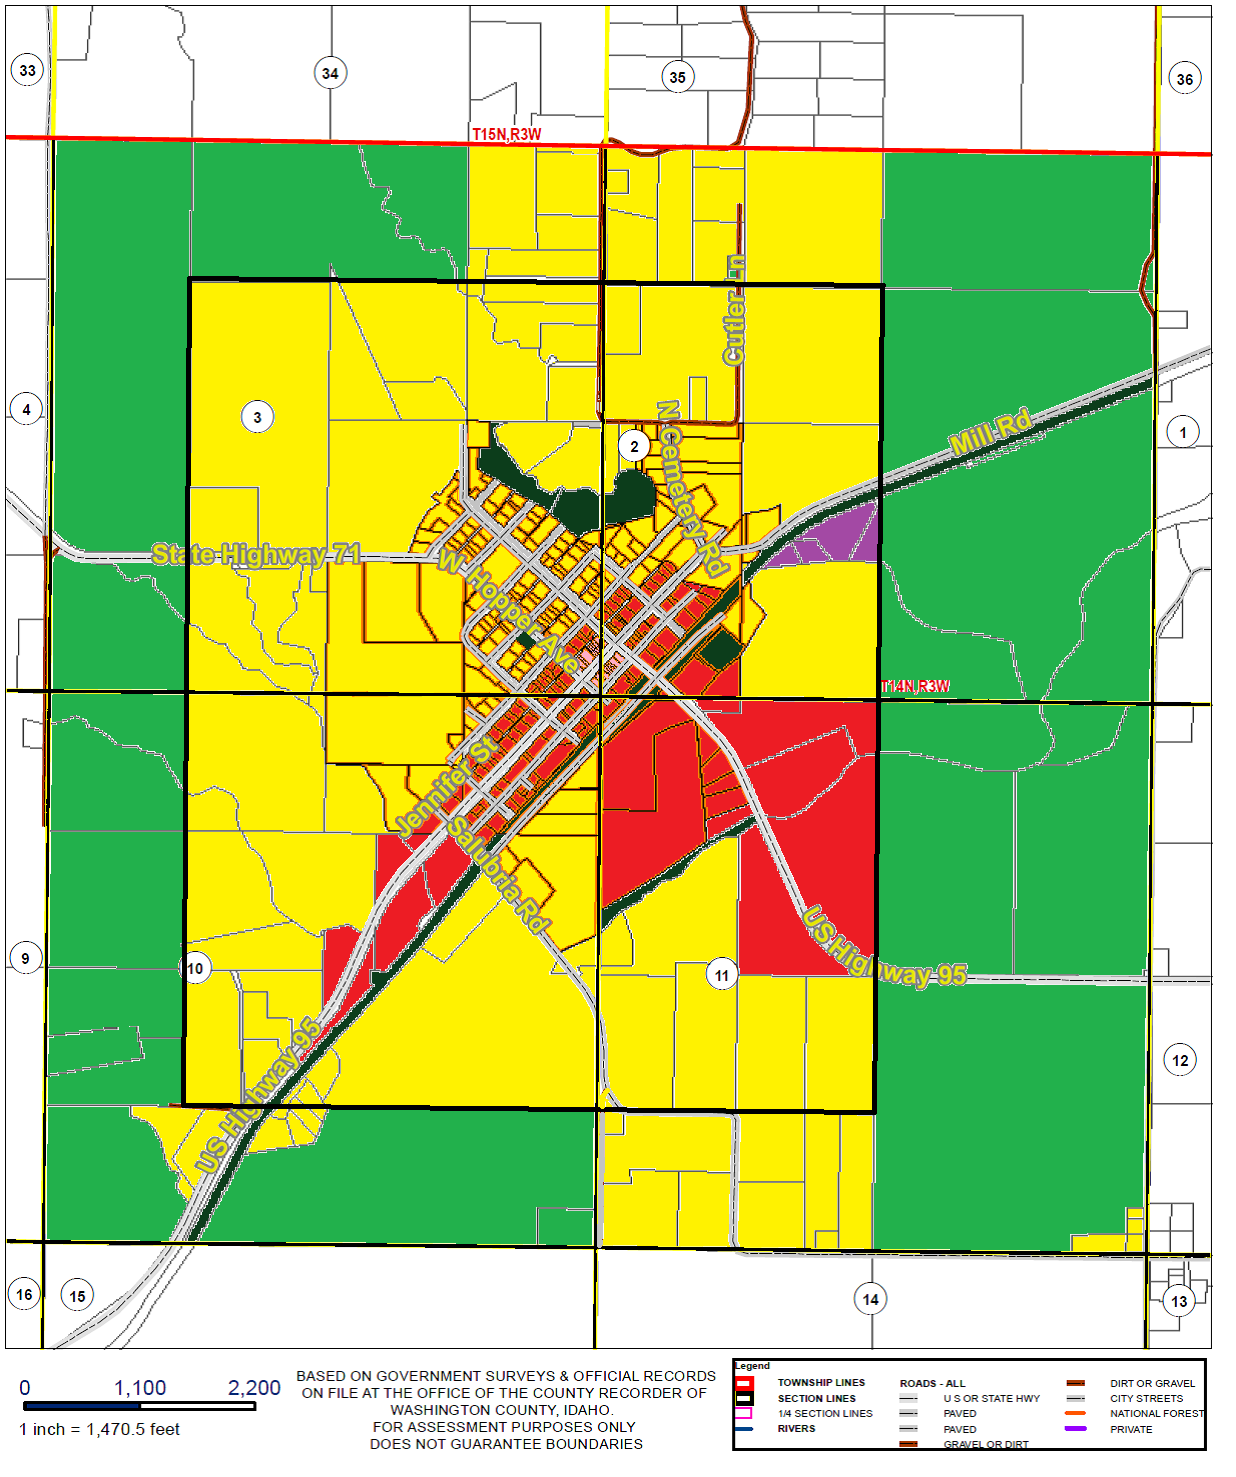 33
34
35
36
T15N,R3W
Cutler Ln
4
3
2
1
N Cemetery Rd
Mill Rd
State Highway 71
W. Hopper Ave
T14N,R3W
Jennifer St
Salubria Rd
US Highway 95
9
10
11
US Highway 95
12
16
15
14
13
0 1,100 2,200
1 inch = 1,470.5 feet
BASED ON GOVERNMENT SURVEYS & OFFICIAL RECORDS
ON FILE AT THE OFFICE OF THE COUNTY RECORDER OF
WASHINGTON COUNTY, IDAHO.
FOR ASSESSMENT PURPOSES ONLY
DOES NOT GUARANTEE BOUNDARIES
Legend
TOWNSHIP LINES
SECTION LINES
1/4 SECTION LINES
RIVERS
ROADS - ALL
U S OR STATE HWY
PAVED
PAVED
GRAVEL OR DIRT
DIRT OR GRAVEL
CITY STREETS
NATIONAL FOREST
PRIVATE